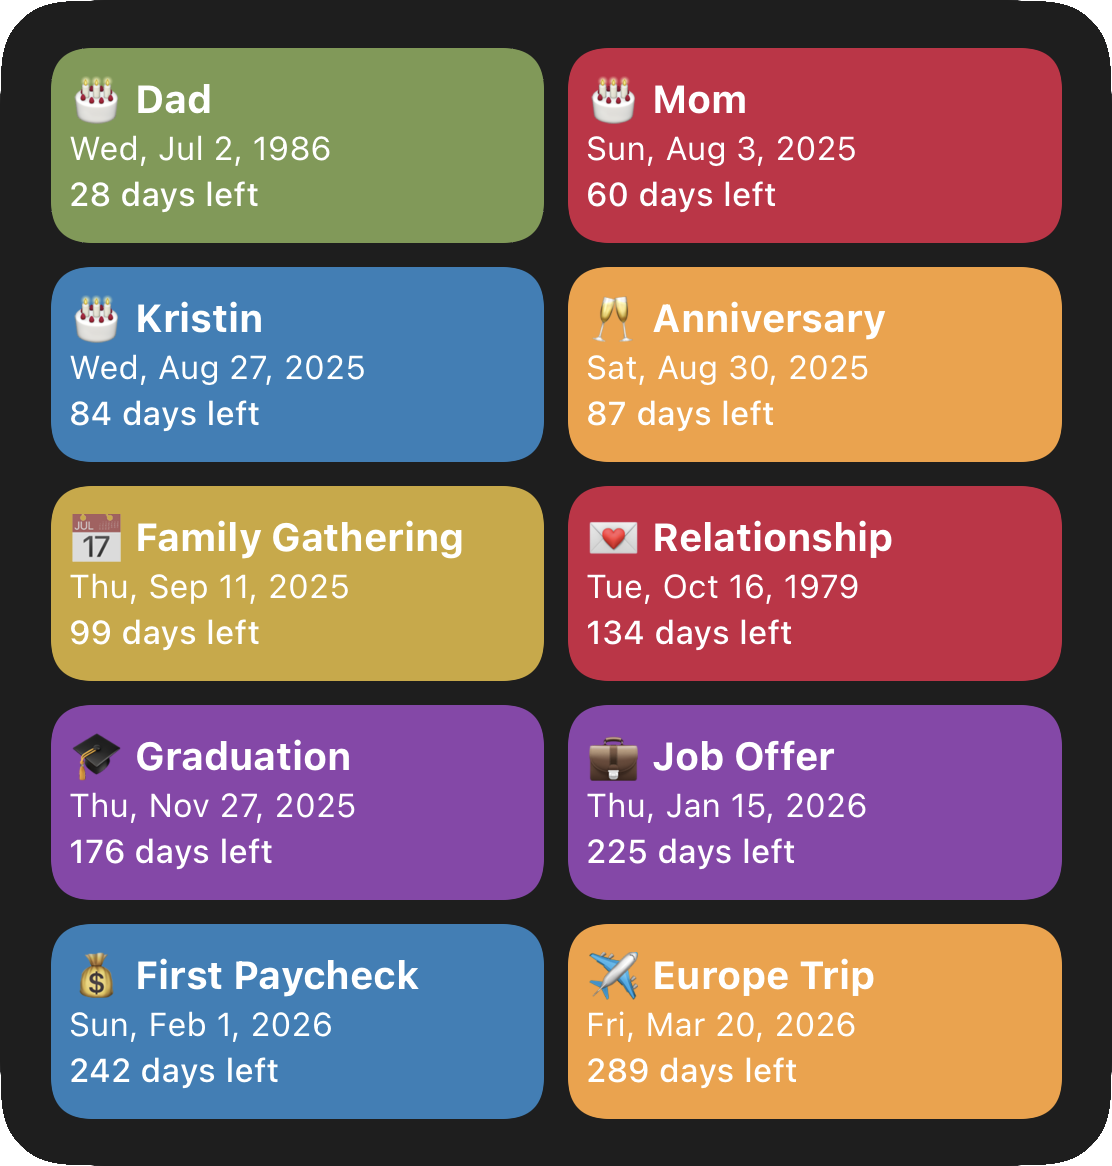 Dad
Wed, Jul 2, 1986
28 days left
Mom
Sun, Aug 3, 2025
60 days left
Kristin
Wed, Aug 27, 2025
84 days left
Anniversary
Sat, Aug 30, 2025
87 days left
JUL
17
Family Gathering
Thu, Sep 11, 2025
99 days left
Relationship
Tue, Oct 16, 1979
134 days left
Graduation
Thu, Nov 27, 2025
176 days left
Job Offer
Thu, Jan 15, 2026
225 days left
$
First Paycheck
Sun, Feb 1, 2026
242 days left
Europe Trip
Fri, Mar 20, 2026
289 days left